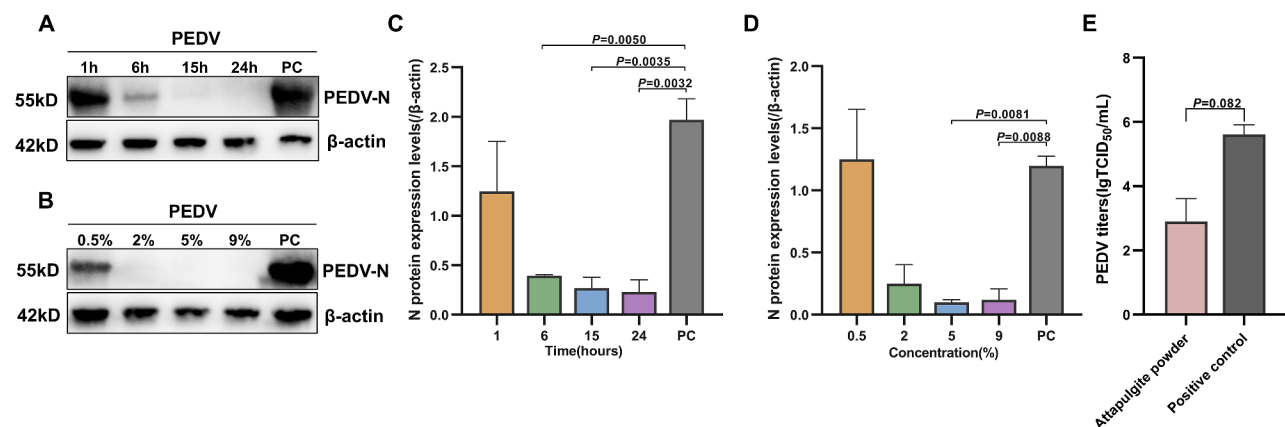 A
PEDV
1h 6h 15h 24h PC
55kD PEDV-N
42kD β-actin
B
PEDV
0.5% 2% 5% 9% PC
55kD PEDV-N
42kD β-actin
C
N protein expression levels(/β-actin)
P=0.0050
P=0.0035
P=0.0032
2.5
2.0
1.5
1.0
0.5
0.0
1 6 15 24 PC
Time(hours)
D
N protein expression levels(/β-actin)
P=0.0081
P=0.0088
2.0
1.5
1.0
0.5
0.0
0.5 2 5 9 PC
Concentration(%)
E
PEDV titers(lgTCID50/mL)
P=0.082
8
6
4
2
0
Attapulgite powder
Positive control